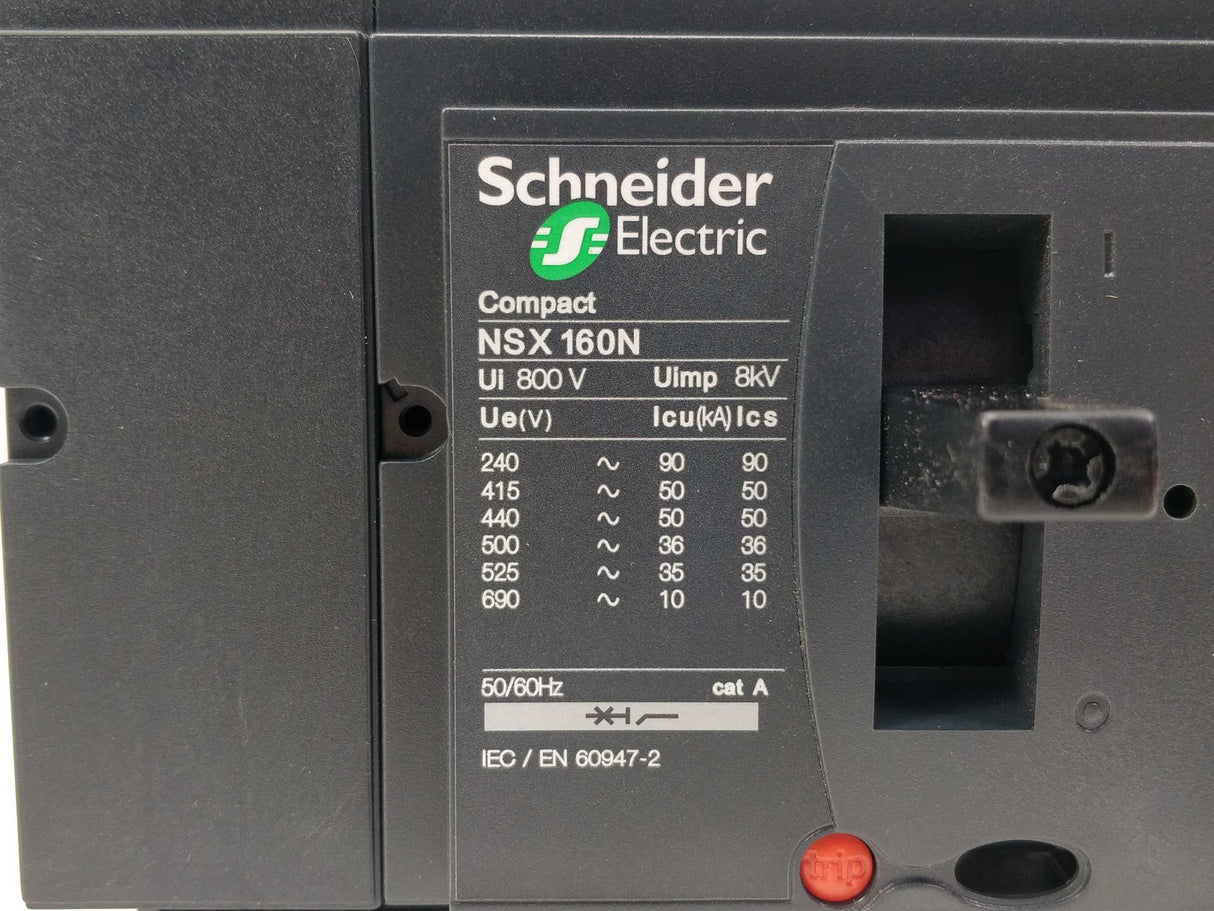 Schneider
Electric
Compact
NSX 160N
Ui 800 V Uimp 8kV
Ue(V) Icu(kA) Ics
240 ~ 90 90
415 ~ 50 50
440 ~ 50 50
500 ~ 36 36
525 ~ 35 35
690 ~ 10 10
50/60Hz cat A
IEC / EN 60947-2
I
O
trip